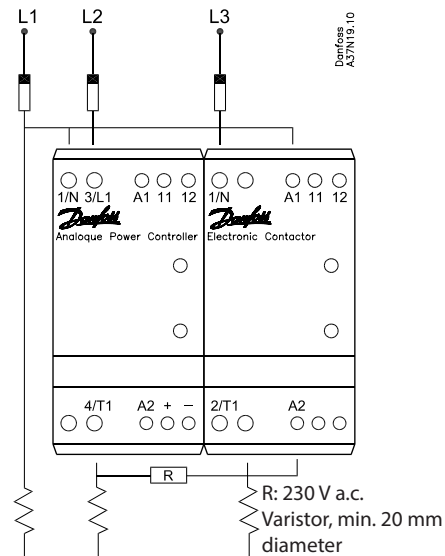 L1 L2 L3
Danfoss
A37N19.10
1/N 3/L1 A1 11 12 1/N A1 11 12
Danfoss Danfoss
Analogue Power Controller Electronic Contactor
4/T1 A2 + − 2/T1 A2
R
R: 230 V a.c.
Varistor, min. 20 mm
diameter